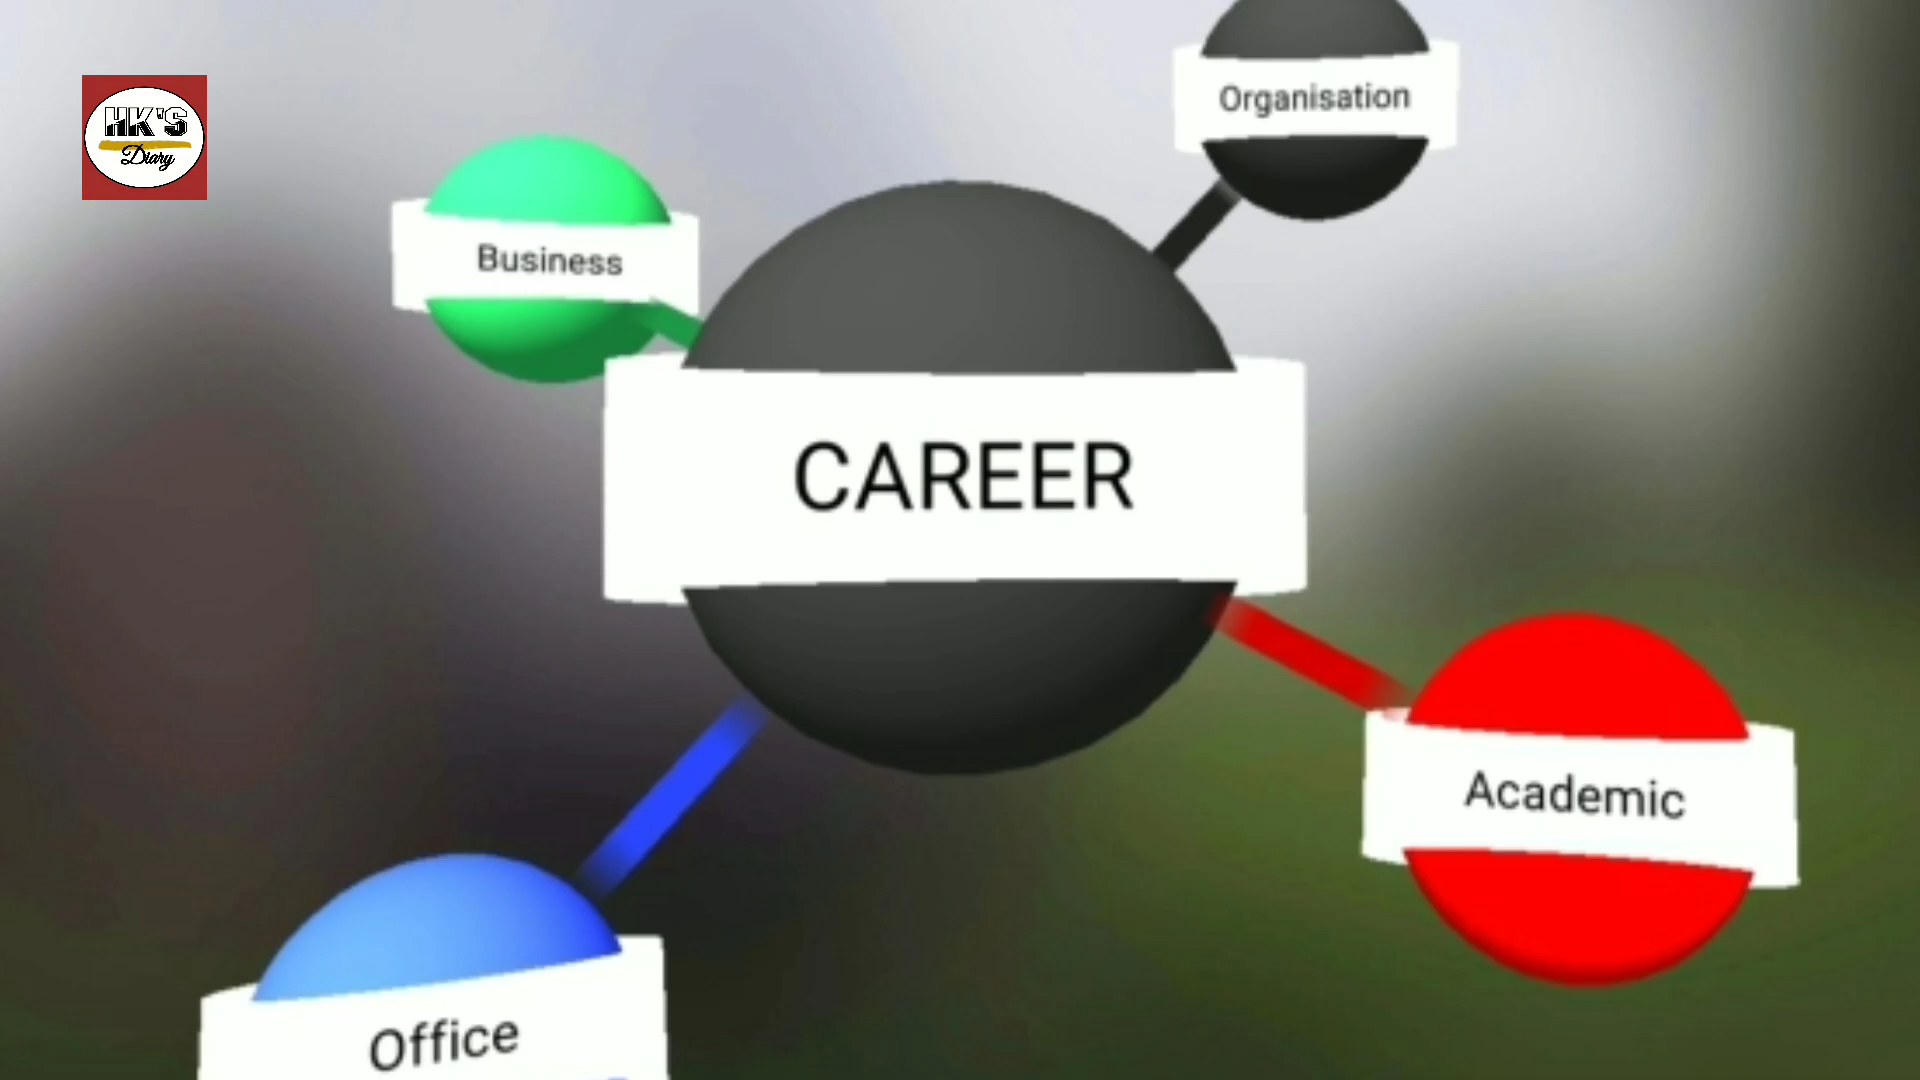 HK'S
Diary
Organisation
Business
CAREER
Academic
Office